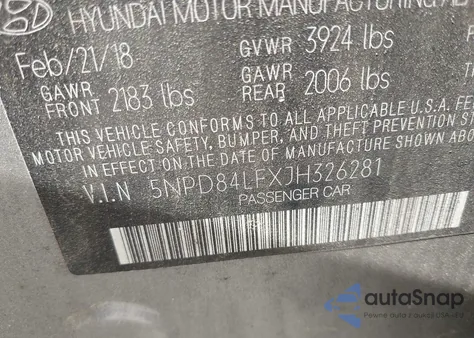 HYUNDAI MOTOR MANUFACTURING
Feb/21/18
GVWR 3924 lbs
GAWR FRONT 2183 lbs
GAWR REAR 2006 lbs
THIS VEHICLE CONFORMS TO ALL APPLICABLE U.S.A. FE
MOTOR VEHICLE SAFETY, BUMPER, AND THEFT PREVENTION ST
IN EFFECT ON THE DATE OF MANUFACTURE SHOWN ABOVE.
V.I.N 5NPD84LFXJH326281
PASSENGER CAR
autoSnap